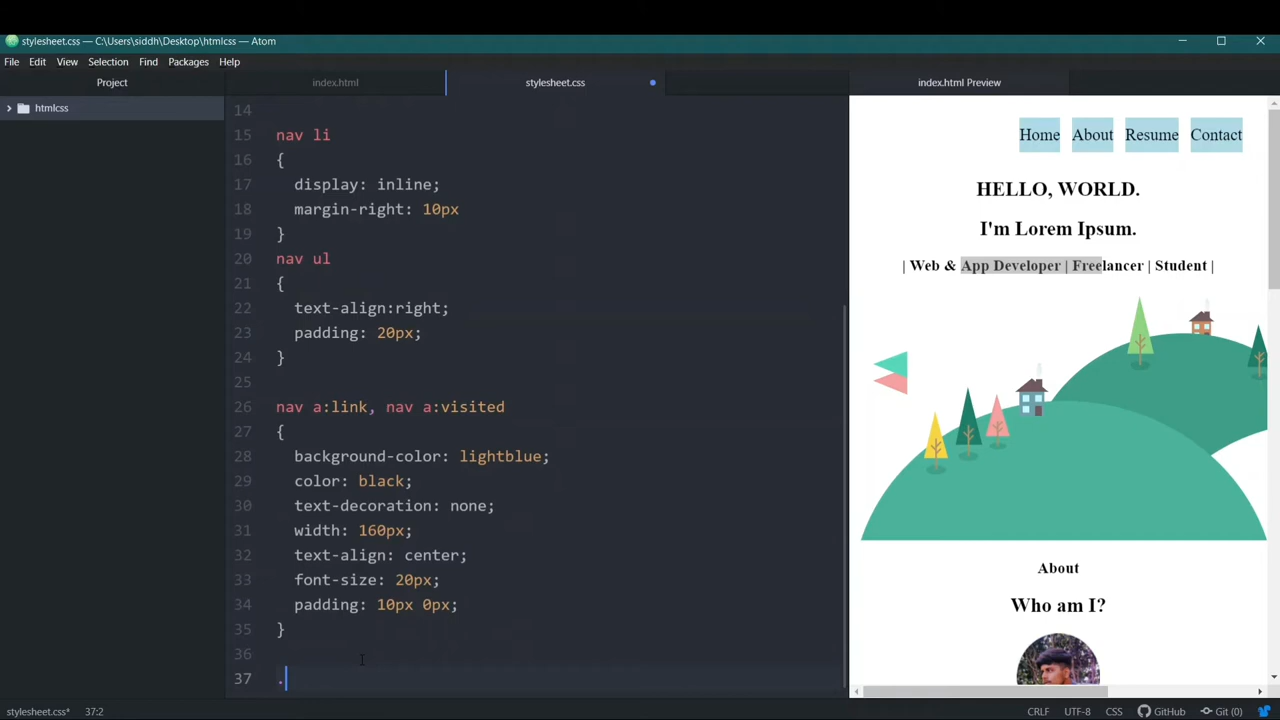 stylesheet.css — C:\Users\siddh\Desktop\htmlcss — Atom
File Edit View Selection Find Packages Help
Project
index.html
stylesheet.css
index.html Preview
htmlcss
14
15 nav li
16 {
17 display: inline;
18 margin-right: 10px
19 }
20 nav ul
21 {
22 text-align:right;
23 padding: 20px;
24 }
25
26 nav a:link, nav a:visited
27 {
28 background-color: lightblue;
29 color: black;
30 text-decoration: none;
31 width: 160px;
32 text-align: center;
33 font-size: 20px;
34 padding: 10px 0px;
35 }
36
37 .
Home About Resume Contact
HELLO, WORLD.
I'm Lorem Ipsum.
| Web & App Developer | Freelancer | Student |
About
Who am I?
stylesheet.css* 37:2
CRLF UTF-8 CSS GitHub Git (0)